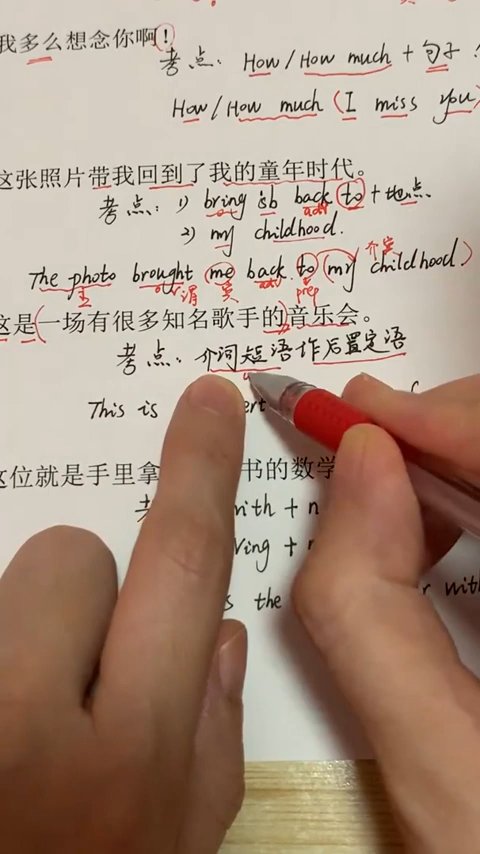 我多么想念你啊！
考点: How/How much + 句子
How/How much (I miss you)
这张照片带我回到了我的童年时代。
考点: 1) bring sb back to + 地点
adv
2) my childhood.
The photo brought me back to (my childhood)
介宾
主 谓 宾 adv prep
这是(一场有很多知名歌手的)音乐会。
考点: 介词短语作后置定语
This is ert
这位就是手里拿 书的数学
考 with + n
ving + n
s the r with